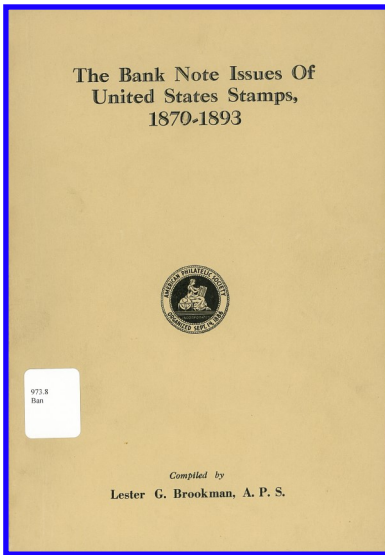 The Bank Note Issues Of
United States Stamps,
1870-1893
AMERICAN PHILATELIC SOCIETY
ORGANIZED SEPT. 14, 1886
973.8
Ban
Compiled by
Lester G. Brookman, A. P. S.